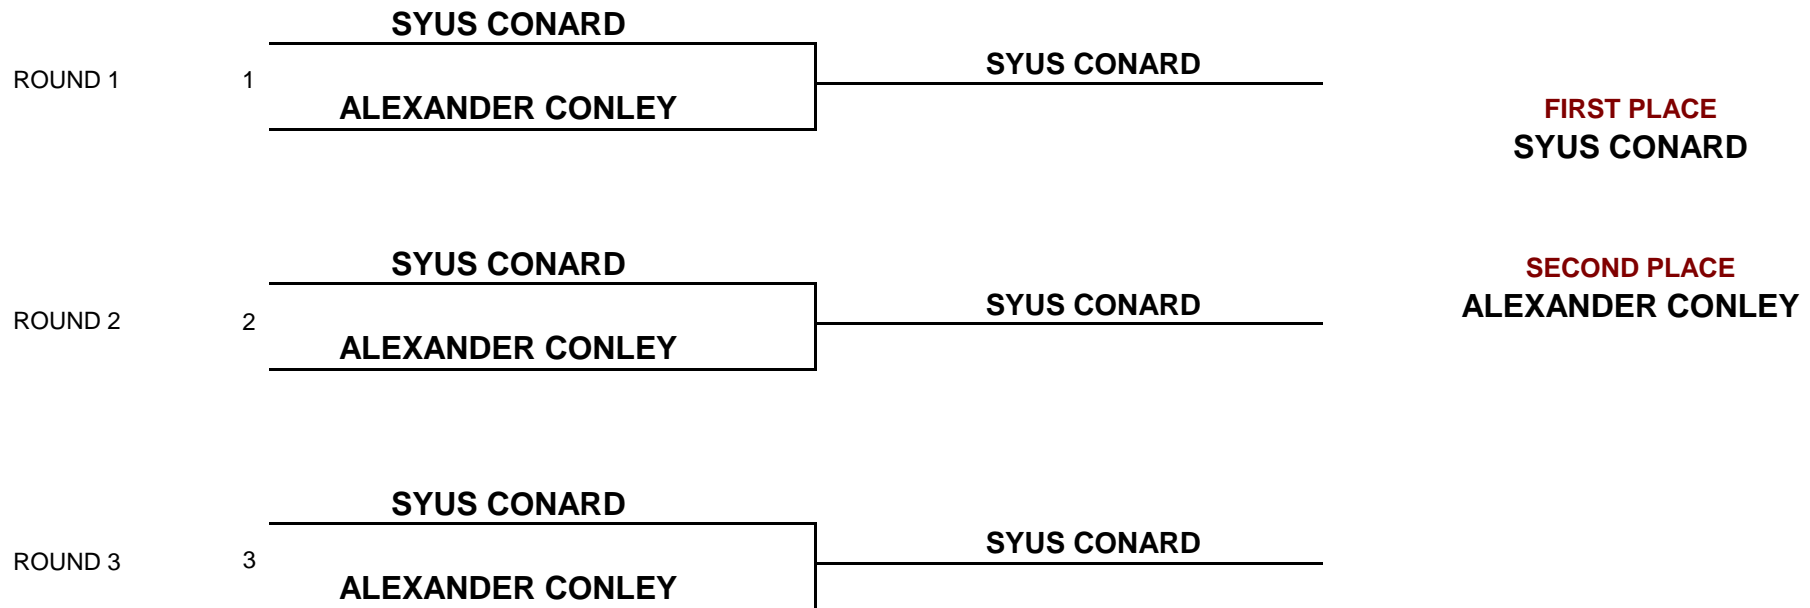 SYUS CONARD
ROUND 1 1 SYUS CONARD
ALEXANDER CONLEY
FIRST PLACE
SYUS CONARD
SYUS CONARD
ROUND 2 2 SYUS CONARD
ALEXANDER CONLEY
SECOND PLACE
ALEXANDER CONLEY
SYUS CONARD
ROUND 3 3 SYUS CONARD
ALEXANDER CONLEY